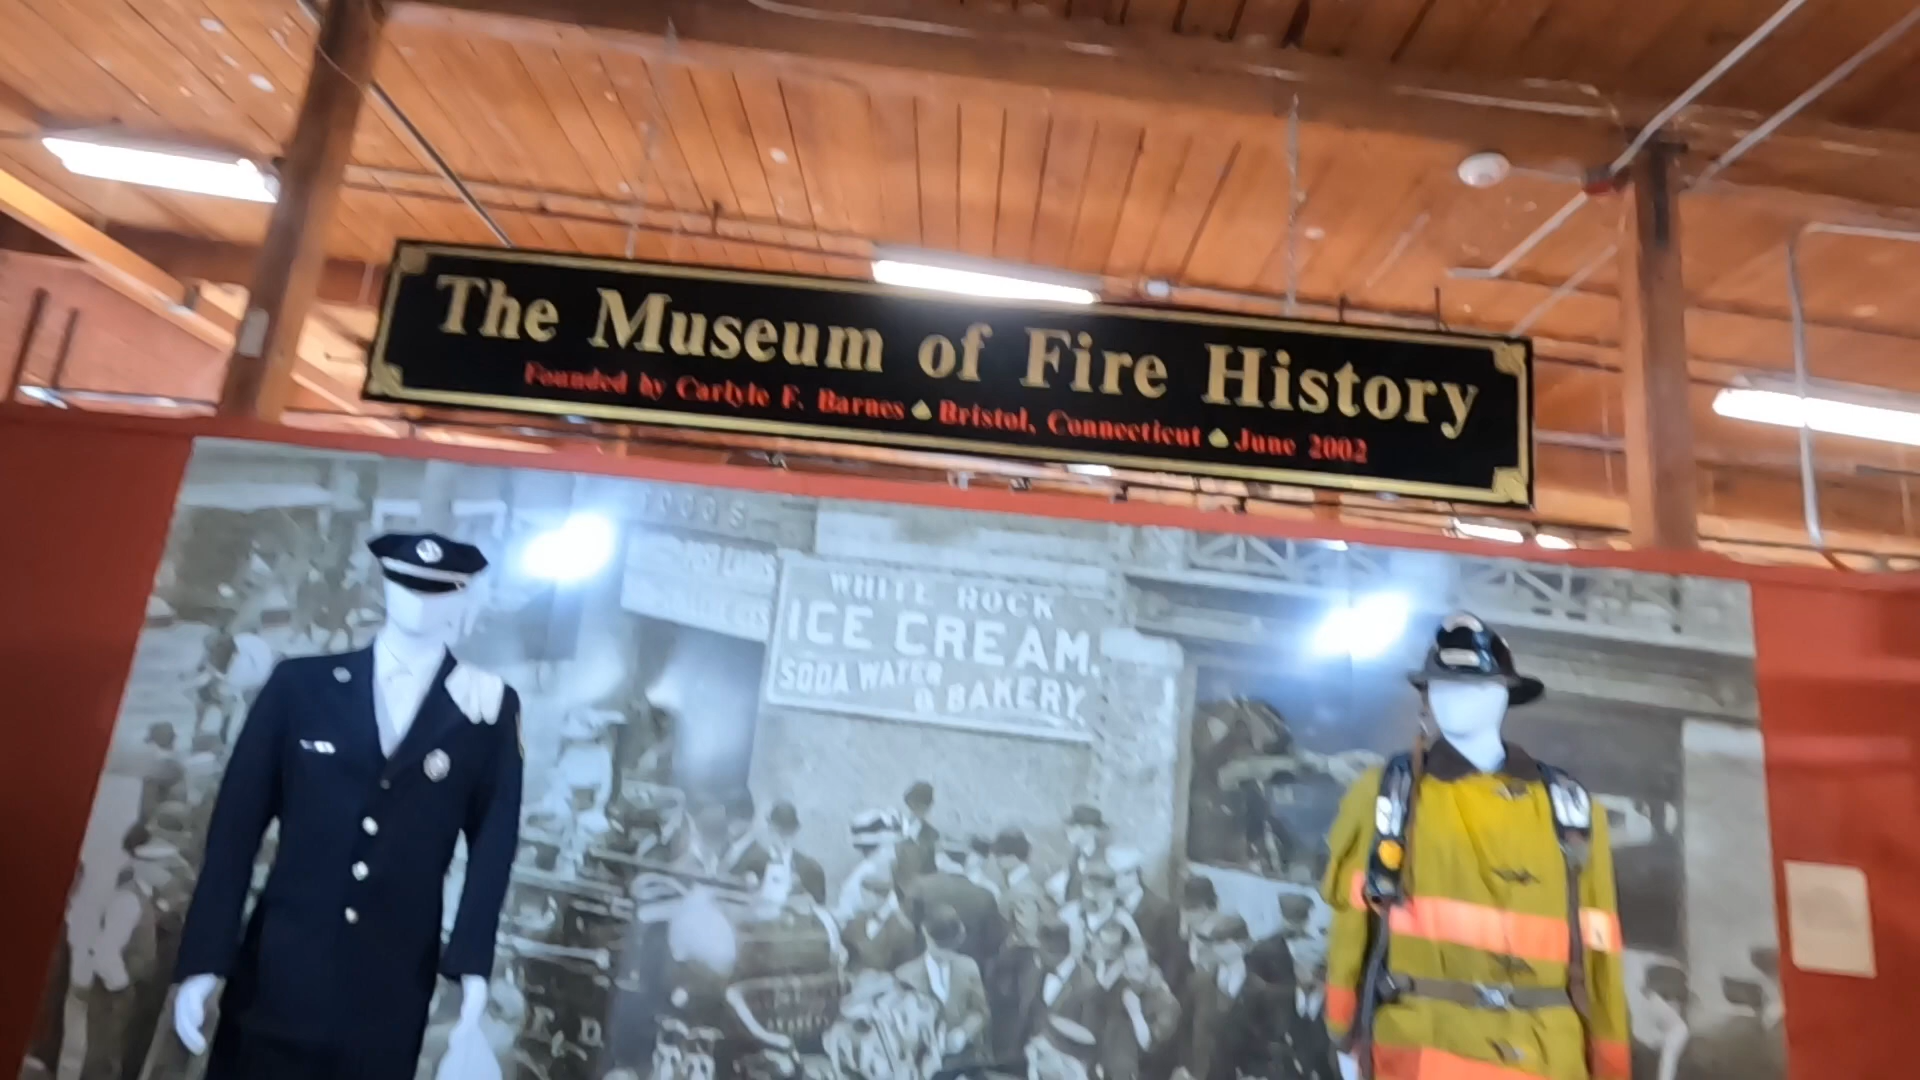 The Museum of Fire History
Founded by Carlyle F. Barnes ♠ Bristol, Connecticut ♠ June 2002
WHITE ROCK
ICE CREAM.
SODA WATER
& BAKERY.
F.D.